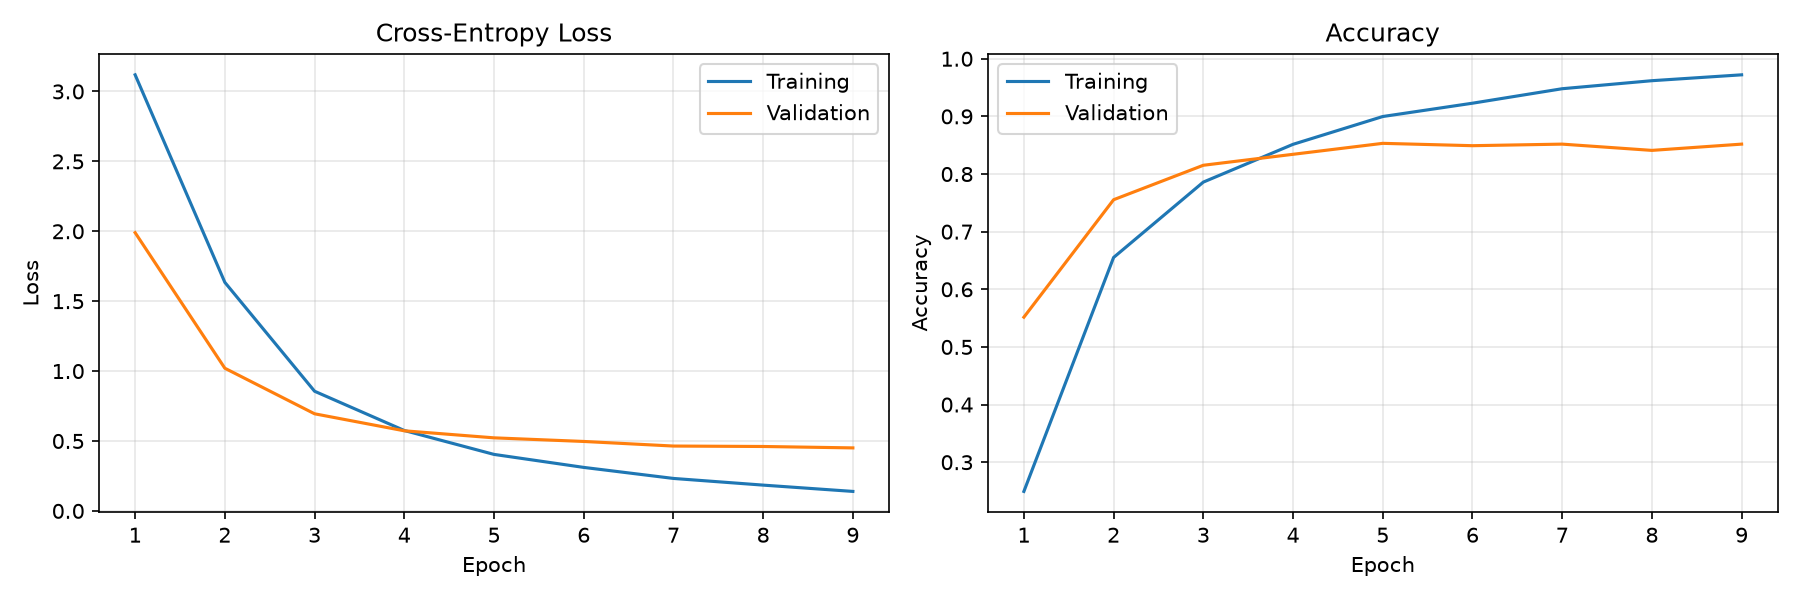 Cross-Entropy Loss
Training
Validation
3.0
2.5
2.0
1.5
1.0
0.5
0.0
Loss
1 2 3 4 5 6 7 8 9
Epoch
Accuracy
Training
Validation
1.0
0.9
0.8
0.7
0.6
0.5
0.4
0.3
Accuracy
1 2 3 4 5 6 7 8 9
Epoch